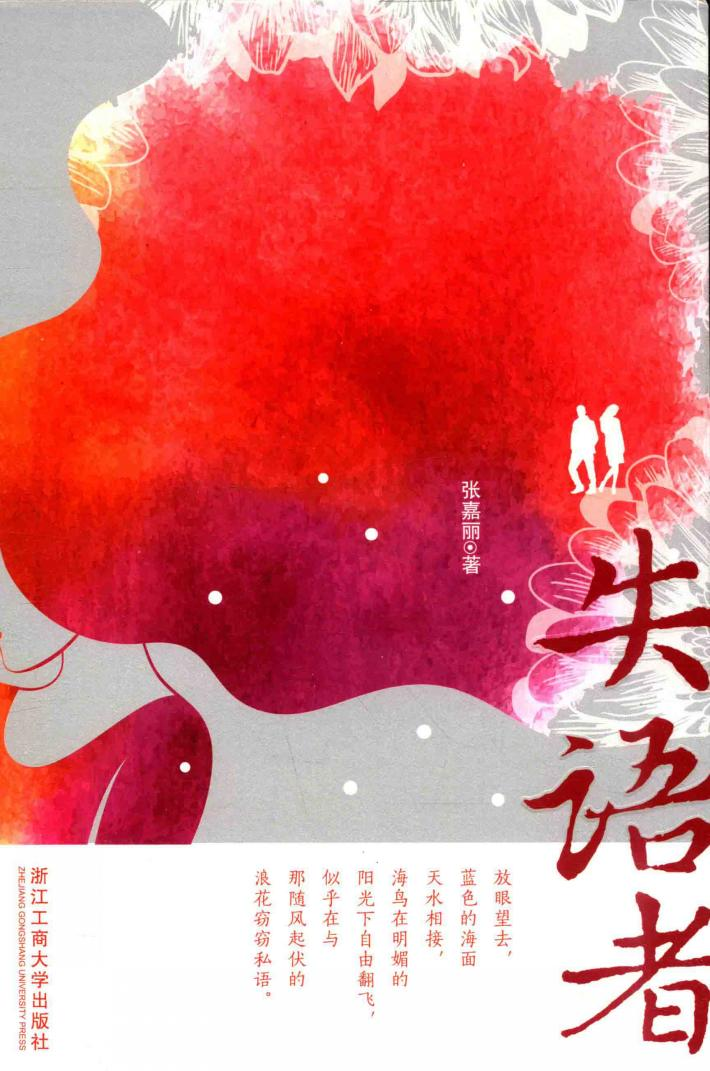 失语者
张嘉丽⊙著
放眼望去，
蓝色的海面
天水相接，
海鸟在明媚的
阳光下自由翻飞，
似乎在与
那随风起伏的
浪花窃窃私语。
浙江工商大学出版社
ZHEJIANG GONGSHANG UNIVERSITY PRESS